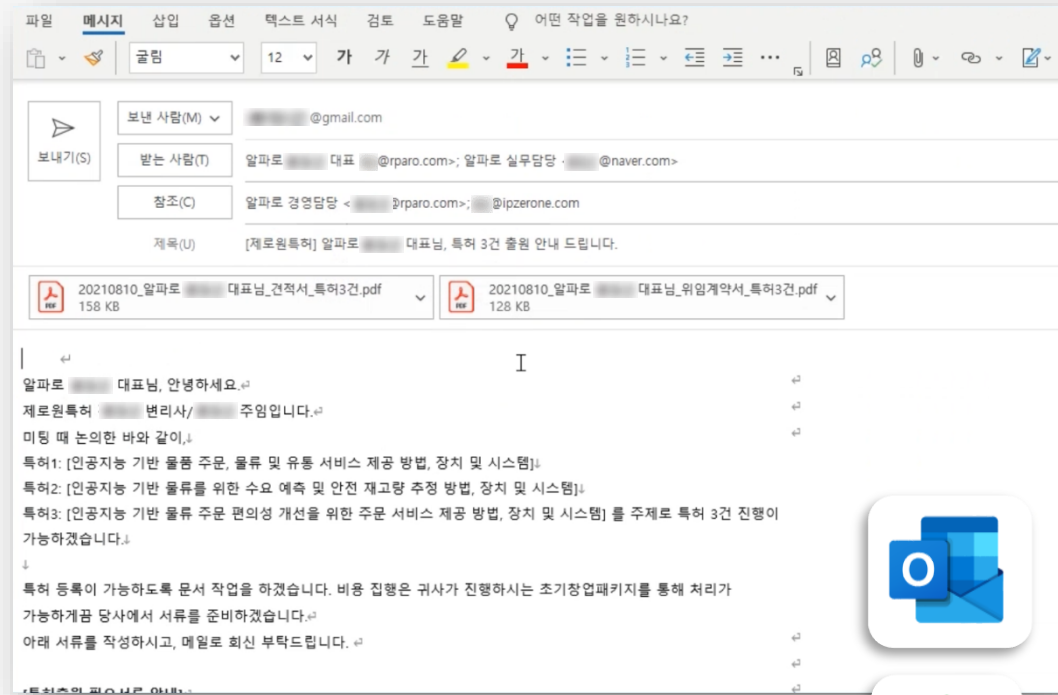 파일 메시지 삽입 옵션 텍스트 서식 검토 도움말 어떤 작업을 원하시나요?
굴림 12 가 가 가 가
보내기(S)
보낸 사람(M) @gmail.com
받는 사람(T) 알파로 대표 @rparo.com>; 알파로 실무담당 @naver.com>
참조(C) 알파로 경영담당 < @rparo.com>; @ipzerone.com
제목(U) [제로원특허] 알파로 대표님, 특허 3건 출원 안내 드립니다.
PDF 20210810_알파로 대표님_견적서_특허3건.pdf
158 KB
PDF 20210810_알파로 대표님_위임계약서_특허3건.pdf
128 KB
알파로 대표님, 안녕하세요.
제로원특허 변리사/ 주임입니다.
미팅 때 논의한 바와 같이,
특허1: [인공지능 기반 물품 주문, 물류 및 유통 서비스 제공 방법, 장치 및 시스템]
특허2: [인공지능 기반 물류를 위한 수요 예측 및 안전 재고량 추정 방법, 장치 및 시스템]
특허3: [인공지능 기반 물류 주문 편의성 개선을 위한 주문 서비스 제공 방법, 장치 및 시스템] 를 주제로 특허 3건 진행이
가능하겠습니다.
특허 등록이 가능하도록 문서 작업을 하겠습니다. 비용 집행은 귀사가 진행하시는 초기창업패키지를 통해 처리가
가능하게끔 당사에서 서류를 준비하겠습니다.
아래 서류를 작성하시고, 메일로 회신 부탁드립니다.
O